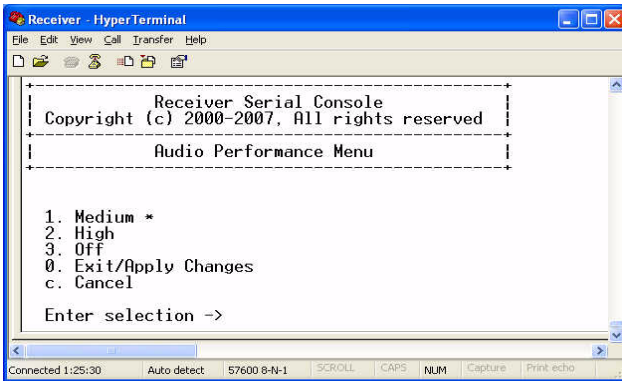 Receiver - HyperTerminal
File Edit View Call Transfer Help
Receiver Serial Console
Copyright (c) 2000-2007, All rights reserved
Audio Performance Menu
1. Medium *
2. High
3. Off
0. Exit/Apply Changes
c. Cancel
Enter selection ->
Connected 1:25:30 Auto detect 57600 8-N-1 SCROLL CAPS NUM Capture Print echo